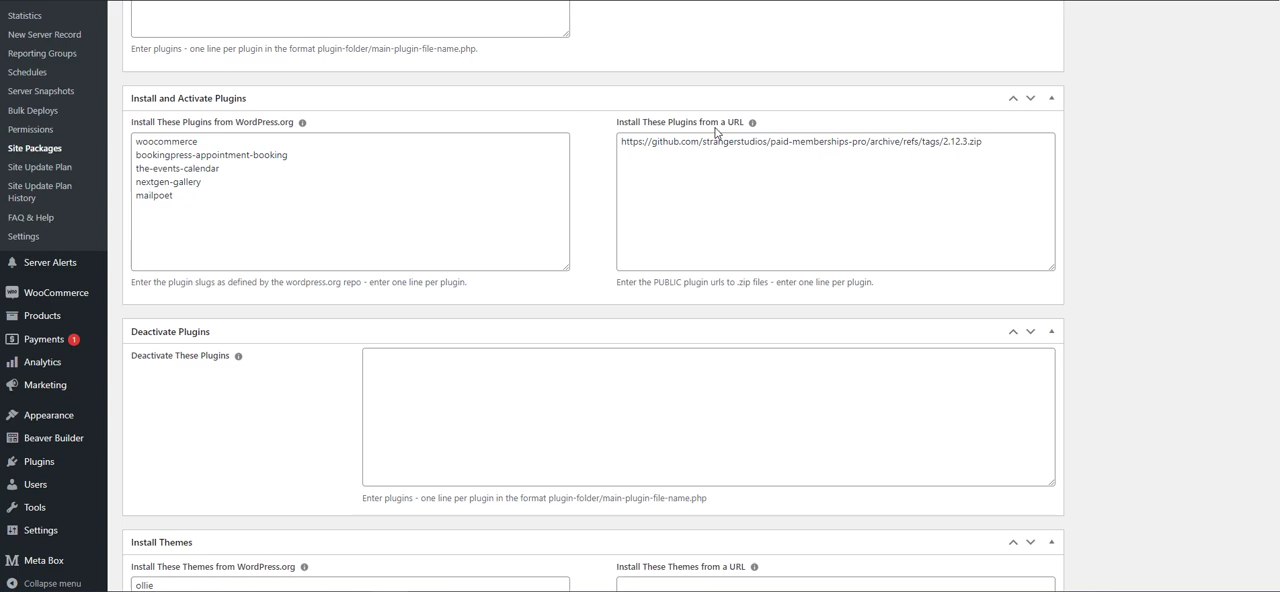 Statistics
New Server Record
Reporting Groups
Schedules
Server Snapshots
Bulk Deploys
Permissions
Site Packages
Site Update Plan
Site Update Plan
History
FAQ & Help
Settings
Server Alerts
WooCommerce
Products
Payments 1
Analytics
Marketing
Appearance
Beaver Builder
Plugins
Users
Tools
Settings
Meta Box
Collapse menu
Enter plugins - one line per plugin in the format plugin-folder/main-plugin-file-name.php.
Install and Activate Plugins
Install These Plugins from WordPress.org
woocommerce
bookingpress-appointment-booking
the-events-calendar
nextgen-gallery
mailpoet
Enter the plugin slugs as defined by the wordpress.org repo - enter one line per plugin.
Install These Plugins from a URL
https://github.com/strangerstudios/paid-memberships-pro/archive/refs/tags/2.12.3.zip
Enter the PUBLIC plugin urls to .zip files - enter one line per plugin.
Deactivate Plugins
Deactivate These Plugins
Enter plugins - one line per plugin in the format plugin-folder/main-plugin-file-name.php
Install Themes
Install These Themes from WordPress.org
ollie
Install These Themes from a URL